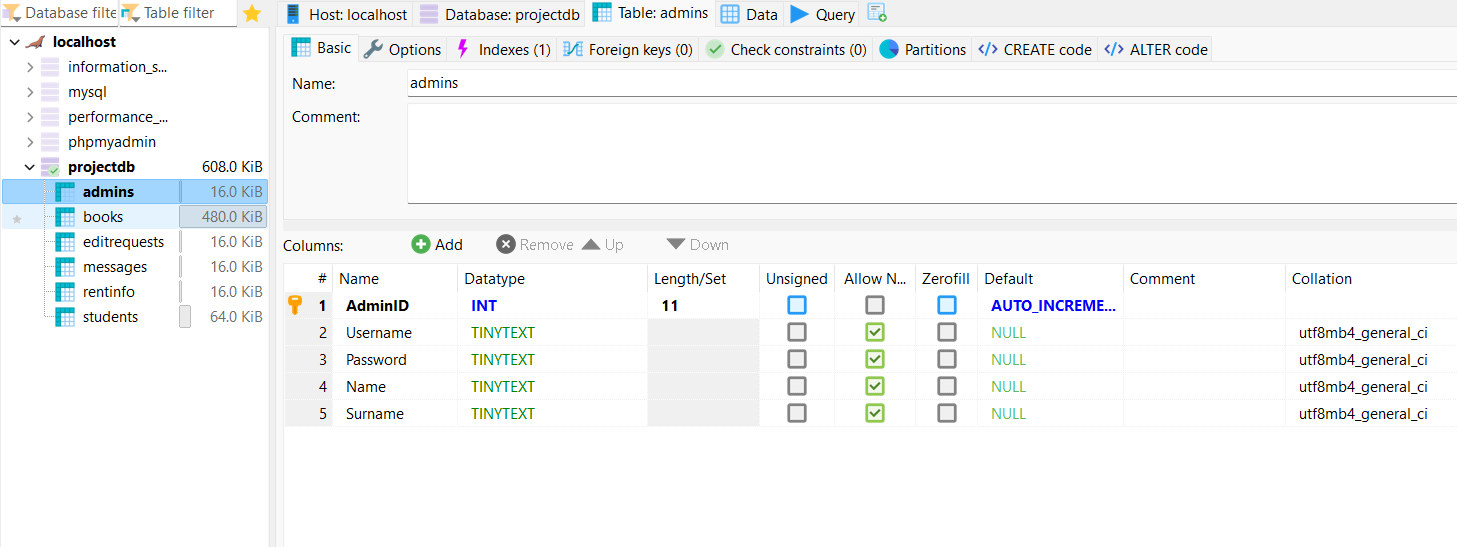 Database filte Table filter
Host: localhost Database: projectdb Table: admins Data Query
localhost
information_s...
mysql
performance_...
phpmyadmin
projectdb 608.0 KiB
admins 16.0 KiB
books 480.0 KiB
editrequests 16.0 KiB
messages 16.0 KiB
rentinfo 16.0 KiB
students 64.0 KiB
Basic Options Indexes (1) Foreign keys (0) Check constraints (0) Partitions </> CREATE code </> ALTER code
Name: admins
Comment:
Columns: Add Remove Up Down
# Name Datatype Length/Set Unsigned Allow N... Zerofill Default Comment Collation
1 AdminID INT 11 AUTO_INCREME...
2 Username TINYTEXT NULL utf8mb4_general_ci
3 Password TINYTEXT NULL utf8mb4_general_ci
4 Name TINYTEXT NULL utf8mb4_general_ci
5 Surname TINYTEXT NULL utf8mb4_general_ci